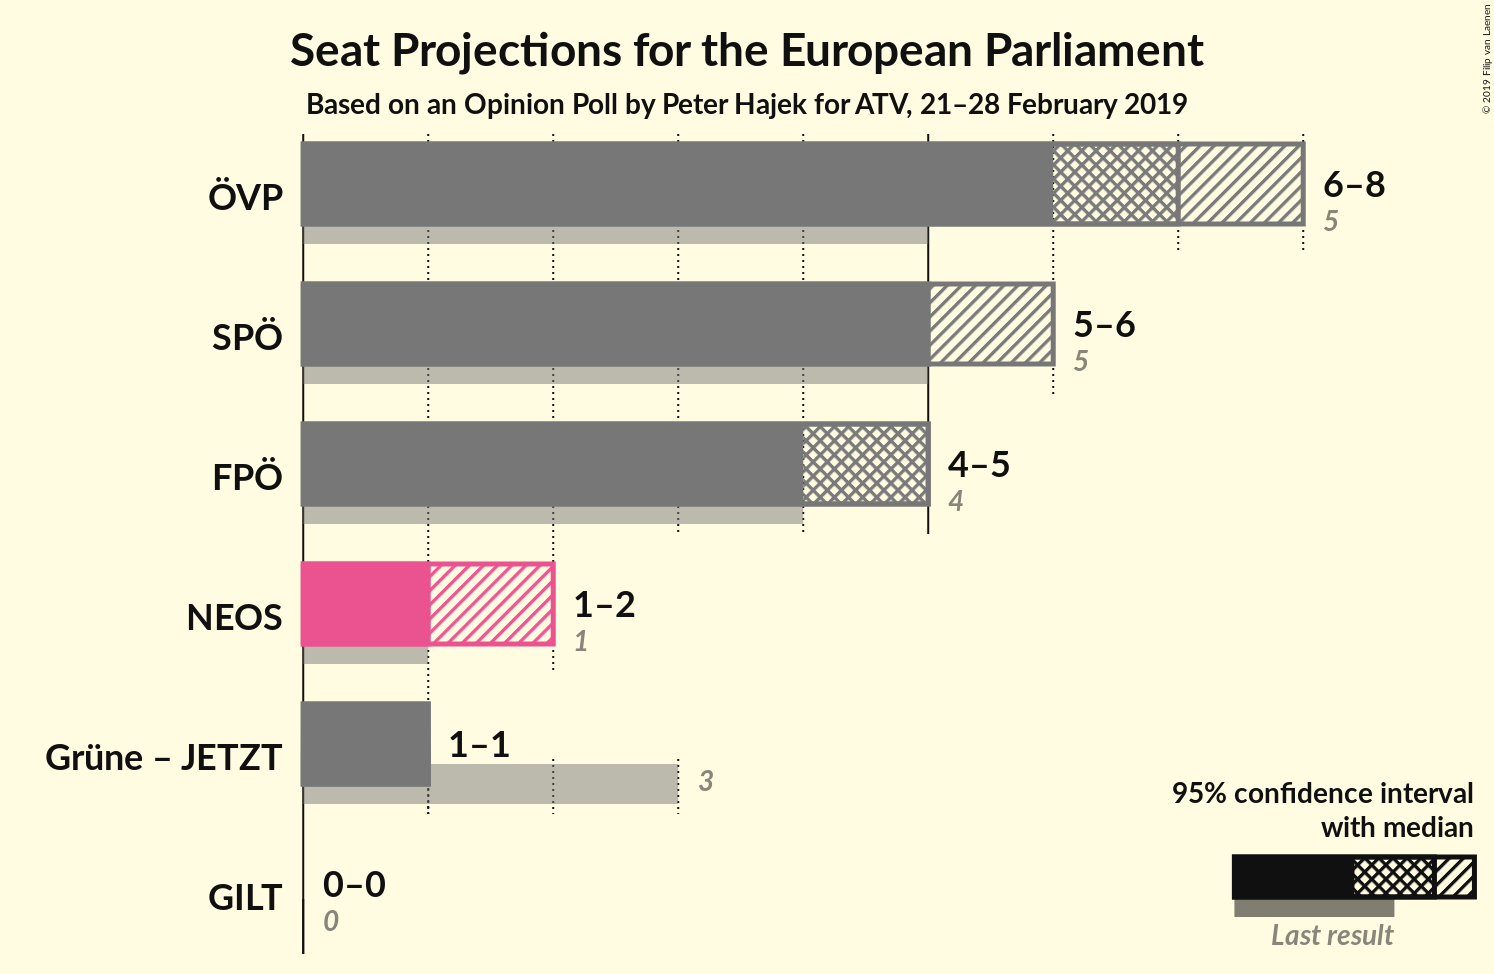 Seat Projections for the European Parliament
Based on an Opinion Poll by Peter Hajek for ATV, 21–28 February 2019
© 2019 Filip van Laenen
ÖVP
6–8
5
SPÖ
5–6
5
FPÖ
4–5
4
NEOS
1–2
1
Grüne – JETZT
1–1
3
GILT
0–0
0
95% confidence interval
with median
Last result